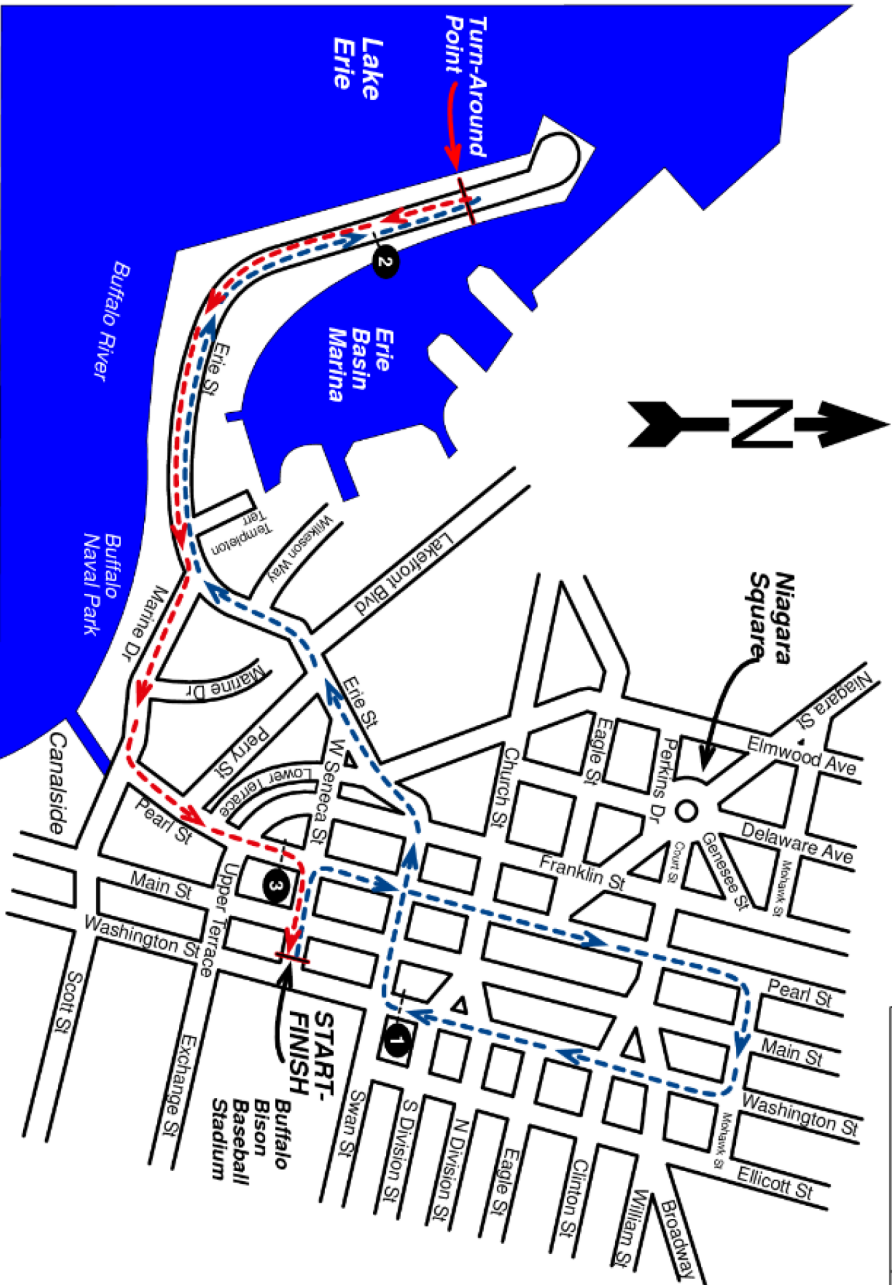 Turn-Around
Point
Lake
Erie
Buffalo River
2
Erie
Basin
Marina
N
Erie St
Templeton
Terr
Wilkeson Way
Lakefront Blvd
Buffalo
Naval Park
Marine Dr
Marine Dr
Perry St
Lower Terrace
W Seneca St
Erie St
Niagara
Square
Niagara St
Elmwood Ave
Eagle St
Perkins Dr
Church St
Delaware Ave
Genesee St
Court St
Mohawk St
Franklin St
Canalside
Pearl St
Main St
Upper Terrace
3
Washington St
Scott St
Exchange St
START-
FINISH
Buffalo
Bison
Baseball
Stadium
1
Swan St
S Division St
N Division St
Eagle St
Clinton St
William St
Broadway
Pearl St
Main St
Washington St
Mohawk St
Ellicott St